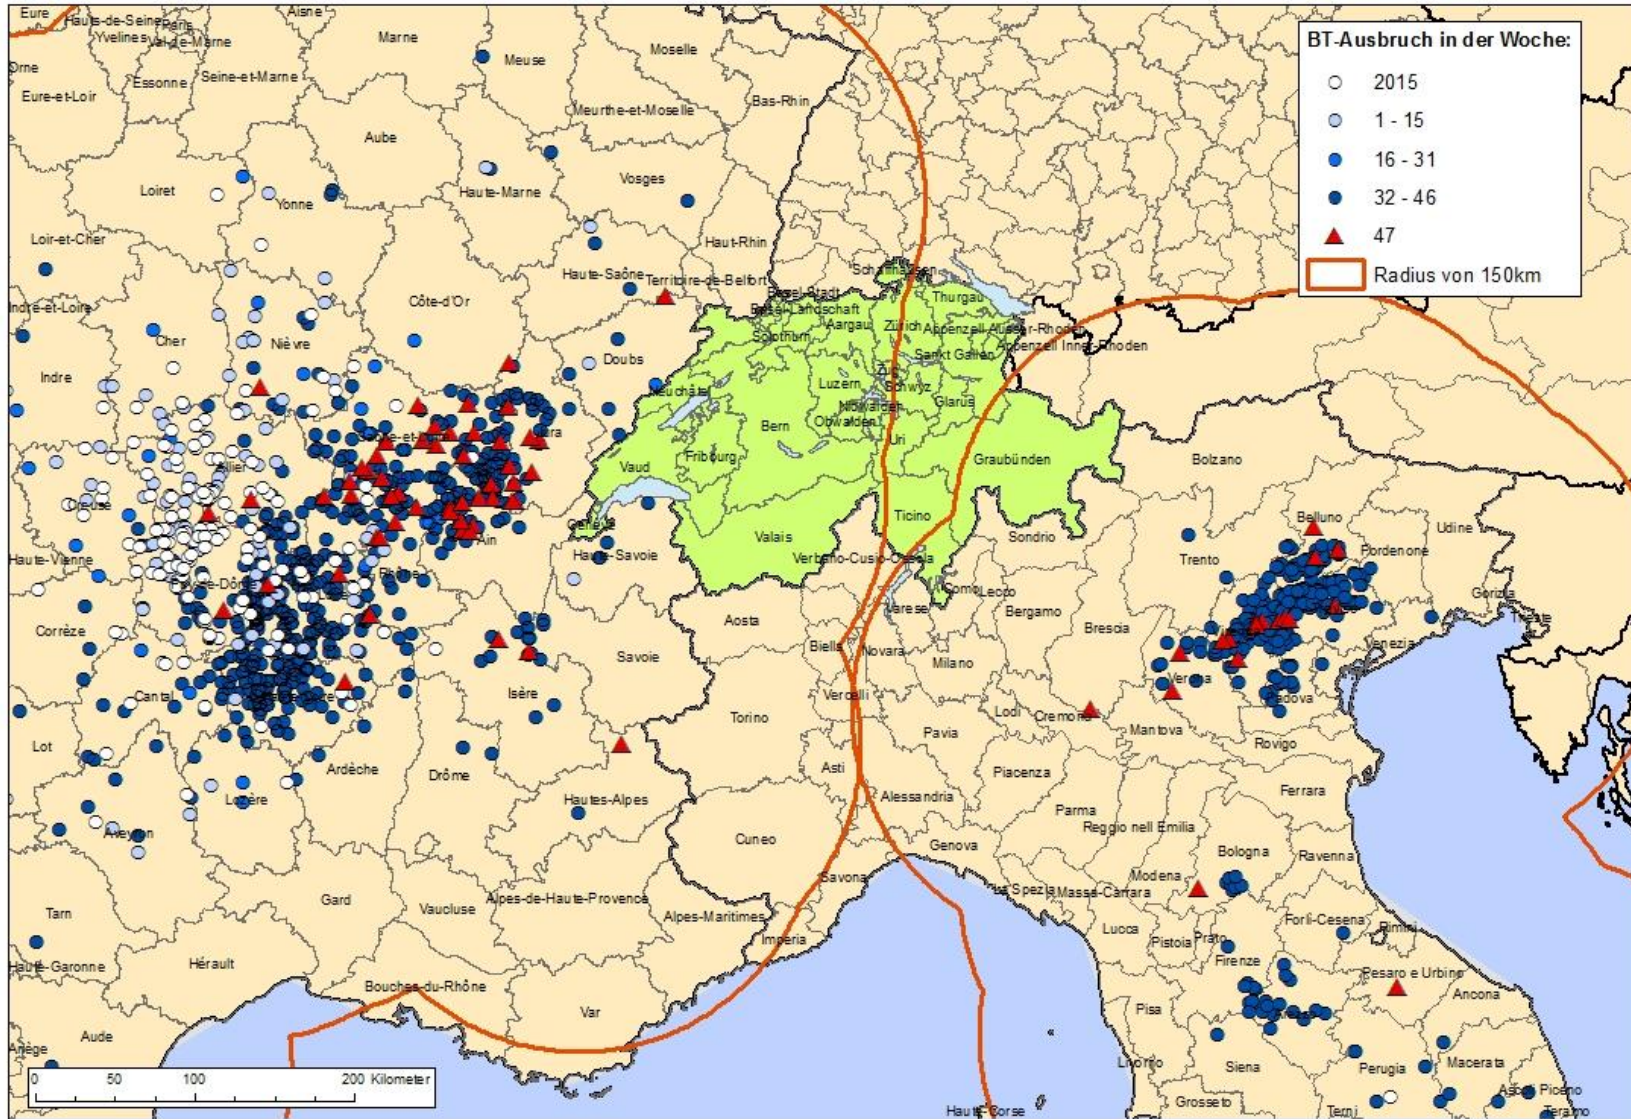 Eure
Hauts-de-Seine
Paris
Yvelines
Val-de-Marne
Aisne
Marne
Meuse
Moselle
Orne
Essonne
Seine-et-Marne
Eure-et-Loir
Meurthe-et-Moselle
Bas-Rhin
Aube
Loiret
Yonne
Haute-Marne
Vosges
Loir-et-Cher
Haut-Rhin
Haute-Saône
Territoire-de-Belfort
Indre-et-Loire
Côte-d'Or
Cher
Nièvre
Doubs
Indre
Schaffhausen
Basel-Stadt
Basel-Landschaft
Thurgau
Aargau
Zürich
Appenzell Ausser-Rhoden
Solothurn
Appenzell Inner-Rhoden
Sankt Gallen
Zug
Luzern
Schwyz
Neuchâtel
Nidwalden
Glarus
Bern
Obwalden
Uri
Jura
Allier
Vaud
Fribourg
Graubünden
Bolzano
Creuse
Ticino
Genève
Valais
Ain
Haute-Vienne
Haute-Savoie
Verbano-Cusio-Ossola
Sondrio
Belluno
Udine
Trento
Pordenone
Puy-de-Dôme
Rhône
Como
Lecco
Varese
Bergamo
Gorizia
Trieste
Corrèze
Aosta
Brescia
Biella
Novara
Milano
Venezia
Savoie
Cantal
Isère
Vercelli
Verona
Padova
Torino
Lodi
Cremona
Mantova
Pavia
Rovigo
Lot
Ardèche
Drôme
Asti
Piacenza
Lozère
Hautes-Alpes
Alessandria
Ferrara
Parma
Reggio nell Emilia
Aveyron
Cuneo
Genova
Bologna
Ravenna
Savona
Modena
La Spezia
Massa-Carrara
Tarn
Gard
Vaucluse
Alpes-de-Haute-Provence
Alpes-Maritimes
Forlì-Cesena
Rimini
Imperia
Lucca
Pistoia
Prato
Haute-Garonne
Hérault
Firenze
Pesaro e Urbino
Bouches-du-Rhône
Ancona
Var
Pisa
Arezzo
Aude
Ariège
Livorno
Siena
Perugia
Macerata
Ascoli Piceno
Grosseto
Terni
Teramo
Haute-Corse
BT-Ausbruch in der Woche:
2015
1 - 15
16 - 31
32 - 46
47
Radius von 150km
0 50 100 200 Kilometer